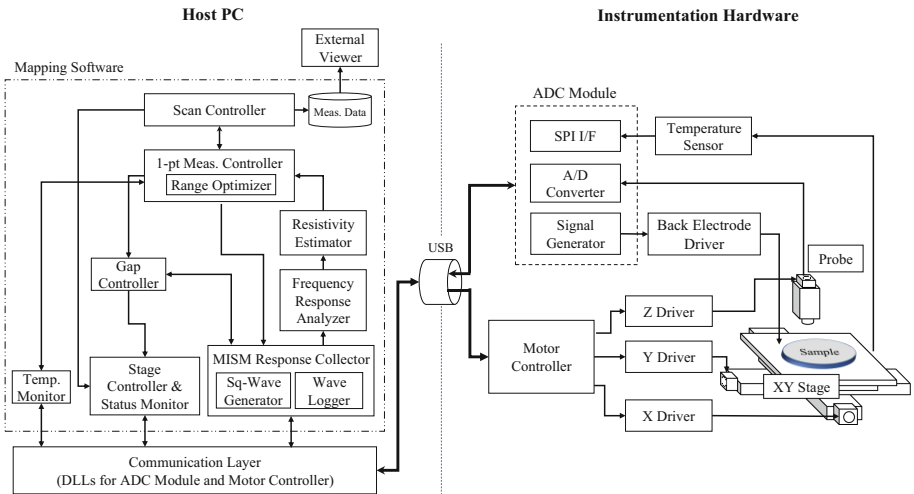 Host PC
Instrumentation Hardware
External
Viewer
Mapping Software
Scan Controller
Meas. Data
1-pt Meas. Controller
Range Optimizer
Resistivity
Estimator
Gap
Controller
Frequency
Response
Analyzer
MISM Response Collector
Sq-Wave
Generator
Wave
Logger
Stage
Controller &
Status Monitor
Temp.
Monitor
Communication Layer
(DLLs for ADC Module and Motor Controller)
USB
ADC Module
SPI I/F
Temperature
Sensor
A/D
Converter
Signal
Generator
Back Electrode
Driver
Probe
Motor
Controller
Z Driver
Y Driver
X Driver
Sample
XY Stage